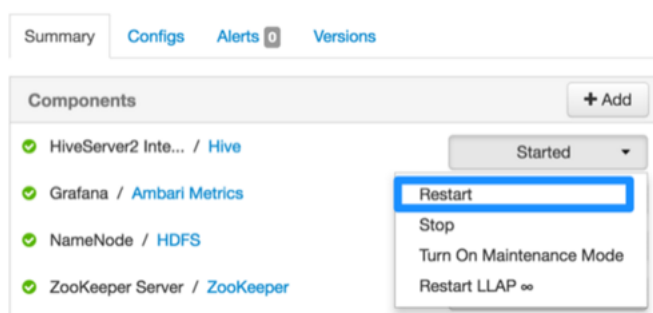 Summary Configs Alerts 0 Versions
Components + Add
HiveServer2 Inte... / Hive Started
Grafana / Ambari Metrics Restart
Stop
NameNode / HDFS
Turn On Maintenance Mode
ZooKeeper Server / ZooKeeper Restart LLAP ∞